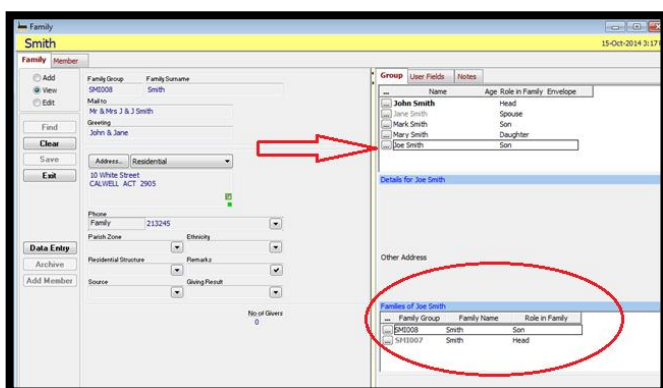 Family
Smith 15-Oct-2014 3:17
Family Member
Add
View
Edit
Find
Clear
Save
Exit
Data Entry
Archive
Add Member
Family Group Family Surname
SMI008 Smith
Mail to
Mr & Mrs J & J Smith
Greeting
John & Jane
Address... Residential
10 White Street
CALWELL ACT 2905
Phone
Family 213245
Parish Zone Ethnicity
Residential Structure Remarks
Source Giving Result
No of Givers
0
Group User Fields Notes
... Name Age Role in Family Envelope
... John Smith Head
... Jane Smith Spouse
... Mark Smith Son
... Mary Smith Daughter
... Joe Smith Son
Details for Joe Smith
Other Address
Families of Joe Smith
... Family Group Family Name Role in Family
... SMI008 Smith Son
... SMI007 Smith Head